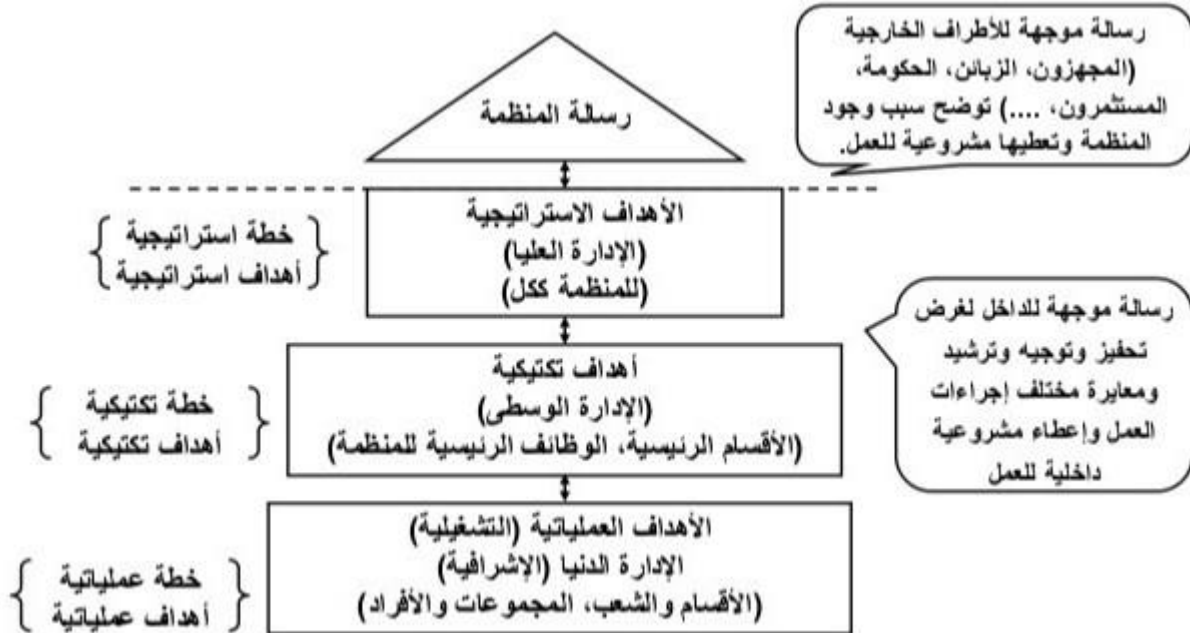 رسالة المنظمة
رسالة موجهة للأطراف الخارجية
(المجهزون، الزبائن، الحكومة،
المستثمرون، ....) توضح سبب وجود
المنظمة وتعطيها مشروعية للعمل.
الأهداف الاستراتيجية
(الإدارة العليا)
(للمنظمة ككل)
خطة استراتيجية
أهداف استراتيجية
رسالة موجهة للداخل لغرض
تحفيز وتوجيه وترشيد
ومعايرة مختلف إجراءات
العمل وإعطاء مشروعية
داخلية للعمل
أهداف تكتيكية
(الإدارة الوسطى)
(الأقسام الرئيسية، الوظائف الرئيسية للمنظمة)
خطة تكتيكية
أهداف تكتيكية
الأهداف العملياتية (التشغيلية)
الإدارة الدنيا (الإشرافية)
(الأقسام والشعب، المجموعات والأفراد)
خطة عملياتية
أهداف عملياتية